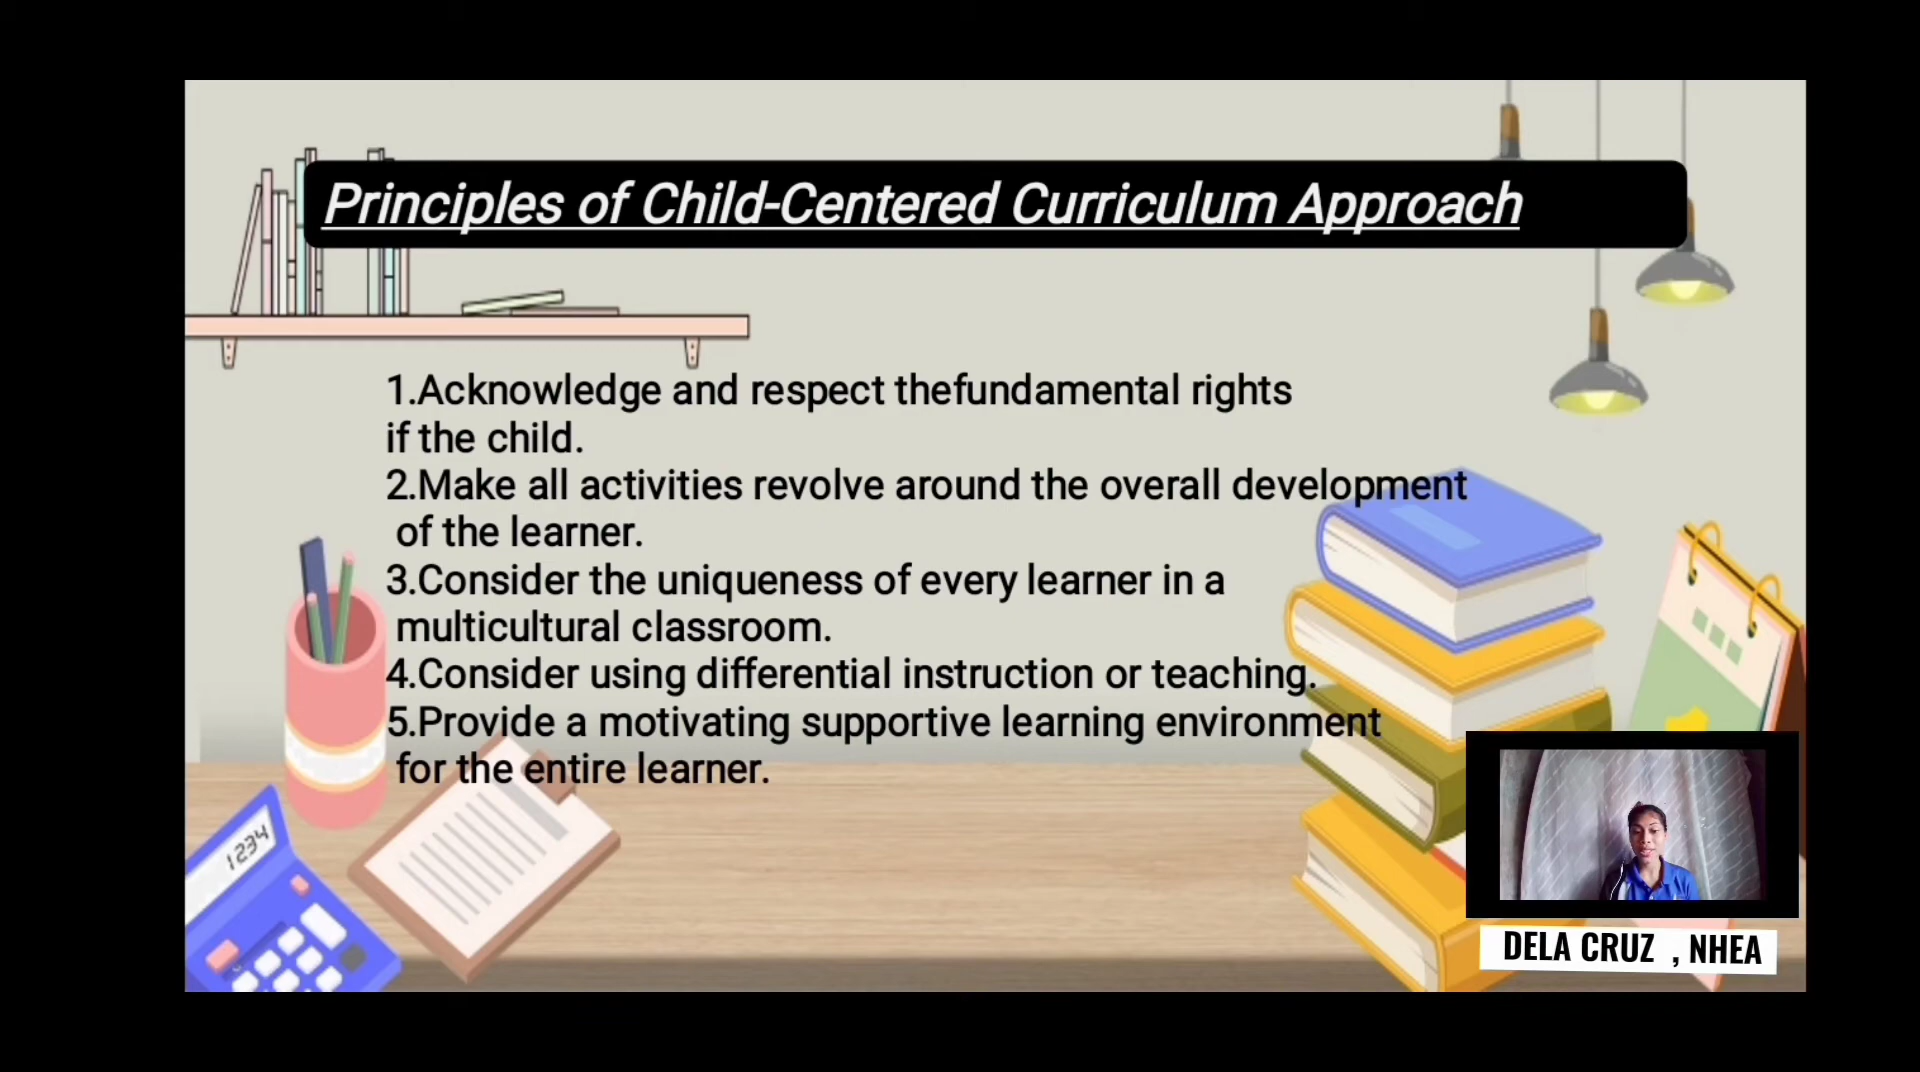 Principles of Child-Centered Curriculum Approach
1.Acknowledge and respect thefundamental rights
if the child.
2.Make all activities revolve around the overall development
of the learner.
3.Consider the uniqueness of every learner in a
multicultural classroom.
4.Consider using differential instruction or teaching.
5.Provide a motivating supportive learning environment
for the entire learner.
1234
DELA CRUZ , NHEA